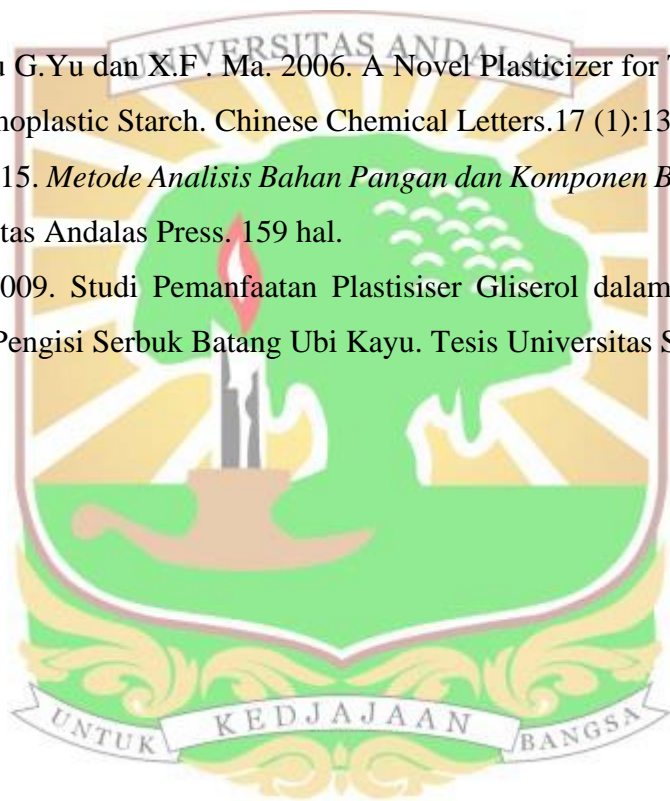 UNIVERSITAS ANDALAS
u G.Yu dan X.F . Ma. 2006. A Novel Plasticizer for T
noplastic Starch. Chinese Chemical Letters.17 (1):13
15. Metode Analisis Bahan Pangan dan Komponen B
tas Andalas Press. 159 hal.
009. Studi Pemanfaatan Plastisiser Gliserol dalam
Pengisi Serbuk Batang Ubi Kayu. Tesis Universitas S
UNTUK KEDJAJAAN BANGSA